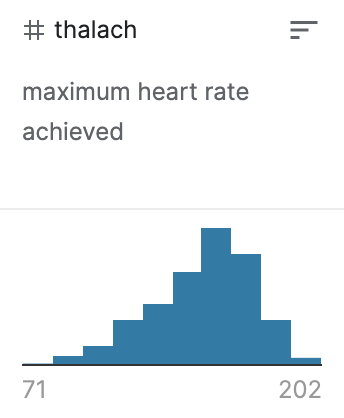 # thalach
maximum heart rate
achieved
71 202